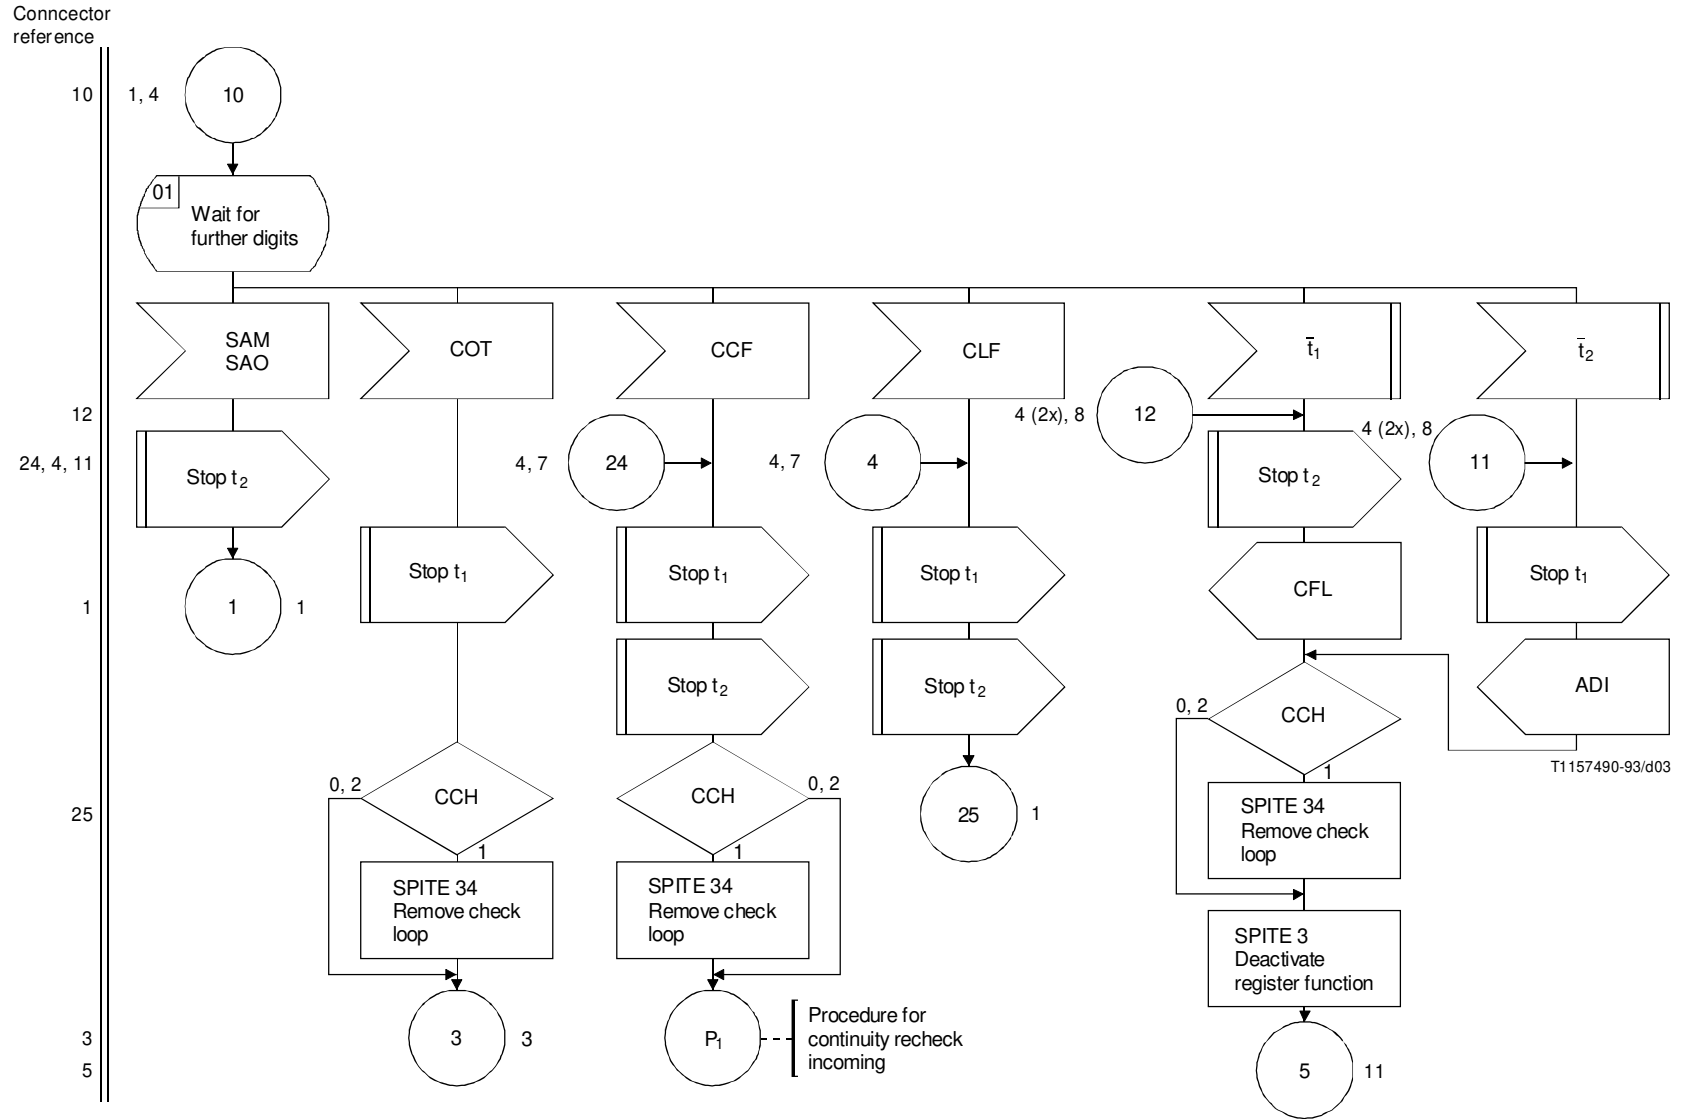 Conncector
reference
10
1, 4
10
01
Wait for
further digits
SAM
SAO
COT
CCF
CLF
t̄1
t̄2
12
4 (2x), 8
12
4 (2x), 8
24, 4, 11
Stop t2
4, 7
24
4, 7
4
Stop t2
11
Stop t1
Stop t1
Stop t1
CFL
Stop t1
1
1
1
Stop t2
Stop t2
ADI
0, 2
CCH
1
T1157490-93/d03
0, 2
CCH
1
CCH
0, 2
1
25
25
1
SPITE 34
Remove check
loop
SPITE 34
Remove check
loop
SPITE 34
Remove check
loop
SPITE 3
Deactivate
register function
3
3
3
P1
Procedure for
continuity recheck
incoming
5
5
11